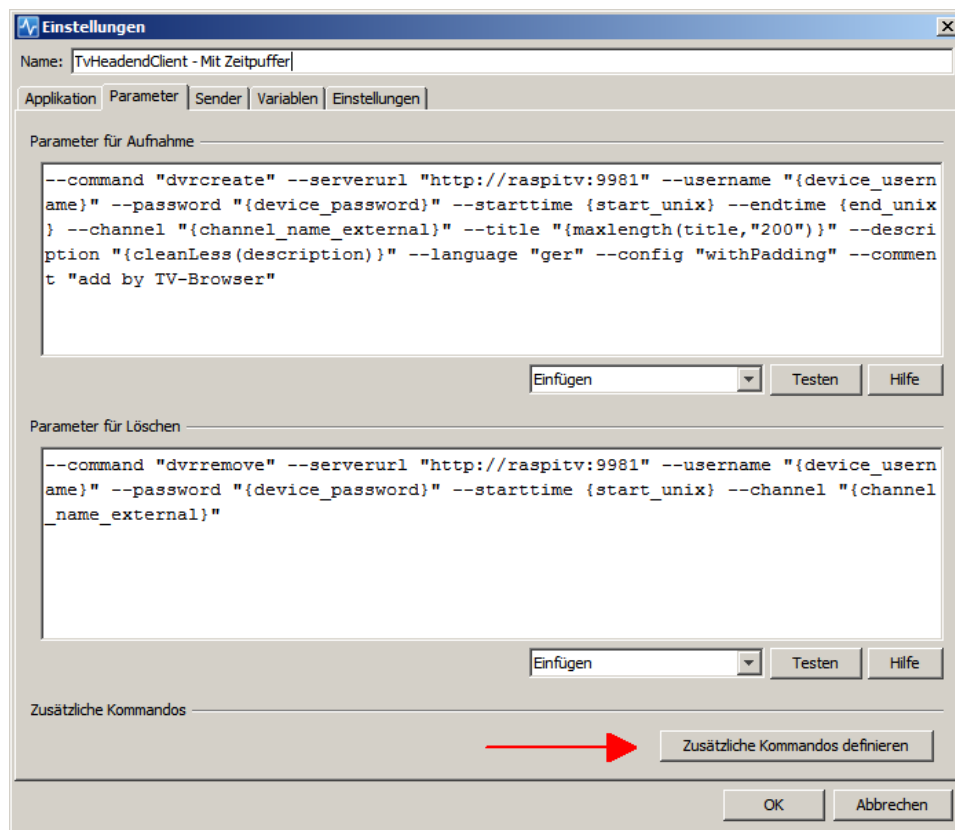 Einstellungen
Name: TvHeadendClient - Mit Zeitpuffer
Applikation Parameter Sender Variablen Einstellungen
Parameter für Aufnahme
--command "dvrcreate" --serverurl "http://raspitv:9981" --username "{device_usern
ame}" --password "{device_password}" --starttime {start_unix} --endtime {end_unix
} --channel "{channel_name_external}" --title "{maxlength(title,"200")}" --descri
ption "{cleanLess(description)}" --language "ger" --config "withPadding" --commen
t "add by TV-Browser"
Einfügen Testen Hilfe
Parameter für Löschen
--command "dvrremove" --serverurl "http://raspitv:9981" --username "{device_usern
ame}" --password "{device_password}" --starttime {start_unix} --channel "{channel
_name_external}"
Einfügen Testen Hilfe
Zusätzliche Kommandos
Zusätzliche Kommandos definieren
OK Abbrechen